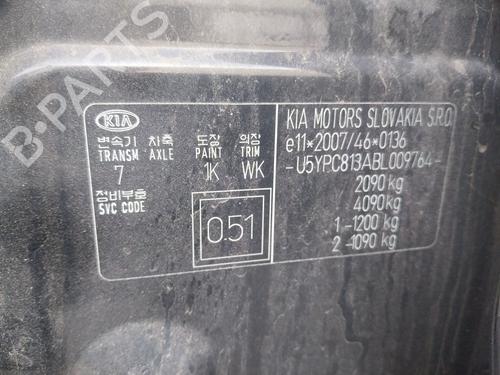 B-PARTS
KIA
변속기 차축 도장 의장
TRANSM AXLE PAINT TRIM
7 1K WK
정비부호
SVC CODE
0.51
KIA MOTORS SLOVAKIA S.R.O
e11*2007/46*0136
-U5YPC813ABL009764-
2090 kg
4090 kg
1-1200 kg
2-1090 kg